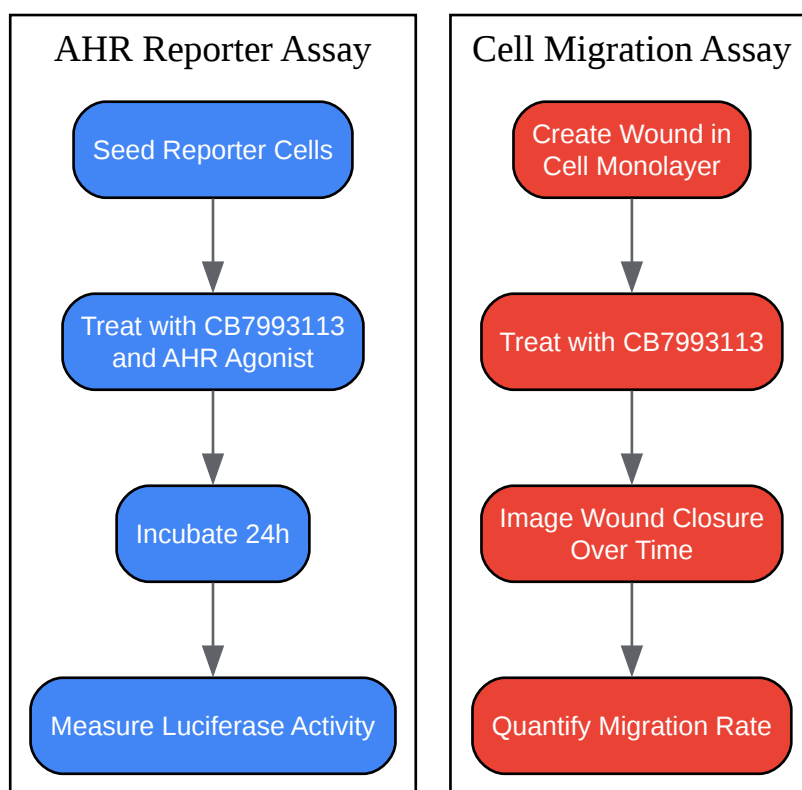 AHR Reporter Assay
Seed Reporter Cells
Treat with CB7993113
and AHR Agonist
Incubate 24h
Measure Luciferase Activity
Cell Migration Assay
Create Wound in
Cell Monolayer
Treat with CB7993113
Image Wound Closure
Over Time
Quantify Migration Rate